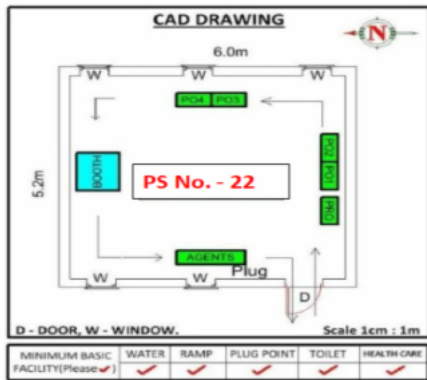 CAD DRAWING
6.0m
N
W W W
PO4 PO3
5.2m
BOOTH
PS No. - 22
PO2
PO1
PRO
AGENTS
Plug
W W
D
D - DOOR, W - WINDOW.
Scale 1cm : 1m
MINIMUM BASIC FACILITY(Please✓)
WATER
RAMP
PLUG POINT
TOILET
HEALTH CARE
✓ ✓ ✓ ✓ ✓